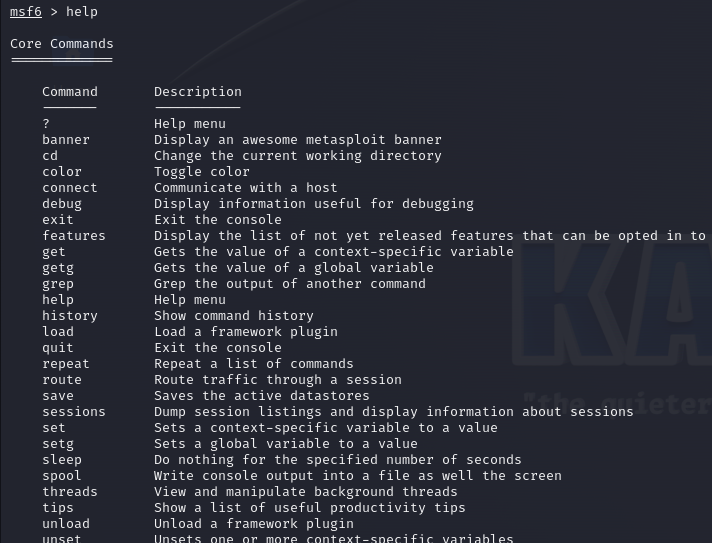 msf6 > help
Core Commands
=============
Command Description
------- -----------
? Help menu
banner Display an awesome metasploit banner
cd Change the current working directory
color Toggle color
connect Communicate with a host
debug Display information useful for debugging
exit Exit the console
features Display the list of not yet released features that can be opted in to
get Gets the value of a context-specific variable
getg Gets the value of a global variable
grep Grep the output of another command
help Help menu
history Show command history
load Load a framework plugin
quit Exit the console
repeat Repeat a list of commands
route Route traffic through a session
save Saves the active datastores
sessions Dump session listings and display information about sessions
set Sets a context-specific variable to a value
setg Sets a global variable to a value
sleep Do nothing for the specified number of seconds
spool Write console output into a file as well the screen
threads View and manipulate background threads
tips Show a list of useful productivity tips
unload Unload a framework plugin
unset Unsets one or more context-specific variables
KA
"the quieter